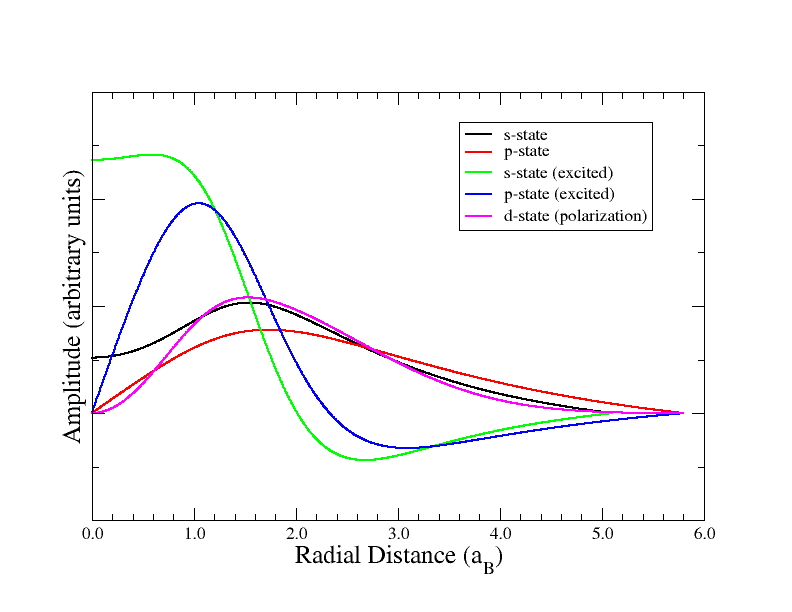 s-state
p-state
s-state (excited)
p-state (excited)
d-state (polarization)
Amplitude (arbitrary units)
0.0 1.0 2.0 3.0 4.0 5.0 6.0
Radial Distance (aB)